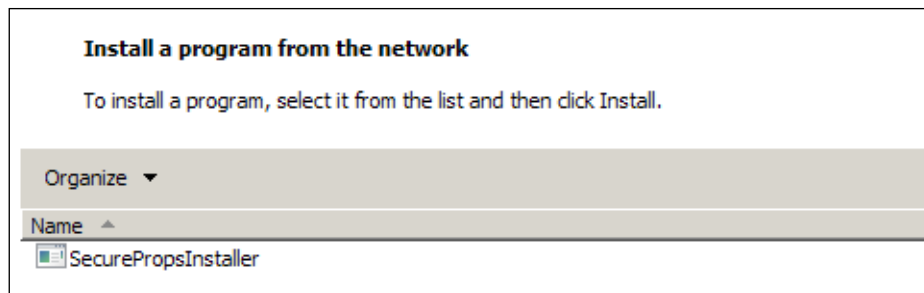 Install a program from the network
To install a program, select it from the list and then click Install.
Organize
Name
SecurePropsInstaller